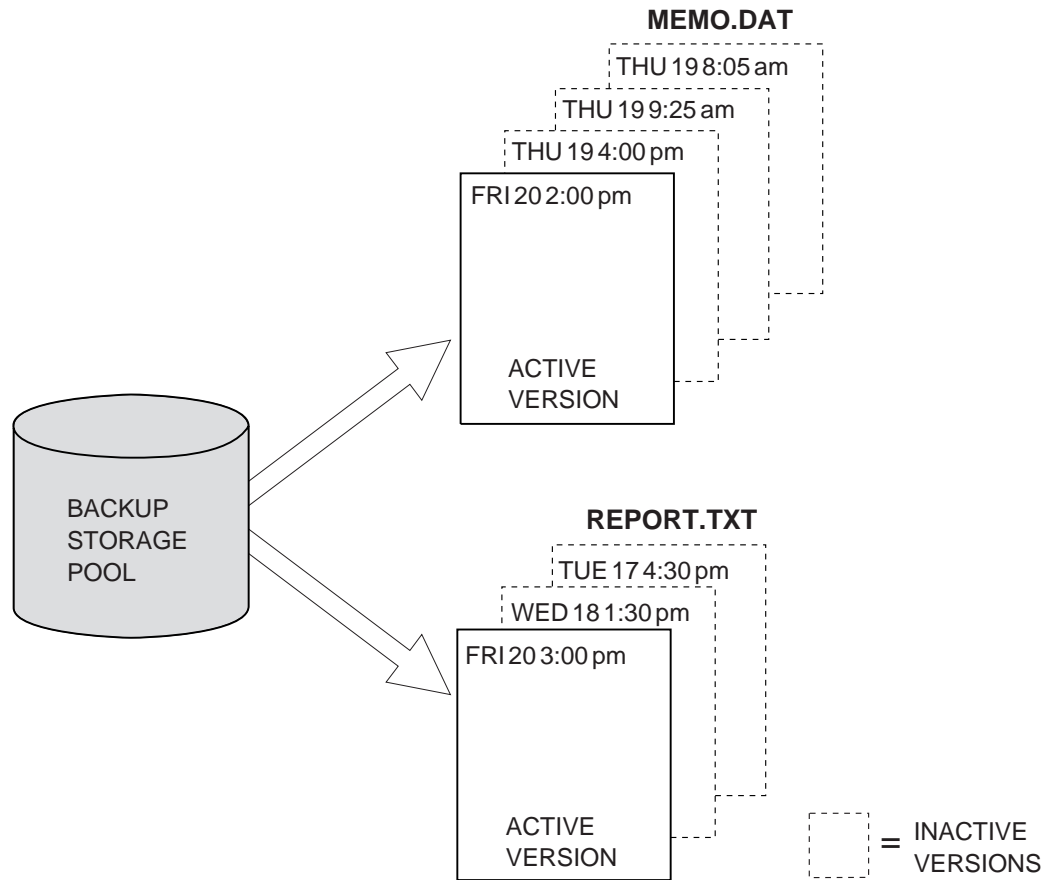 MEMO.DAT
THU 19 8:05 am
THU 19 9:25 am
THU 19 4:00 pm
FRI 20 2:00 pm
ACTIVE
VERSION
BACKUP
STORAGE
POOL
REPORT.TXT
TUE 17 4:30 pm
WED 18 1:30 pm
FRI 20 3:00 pm
ACTIVE
VERSION
= INACTIVE
VERSIONS